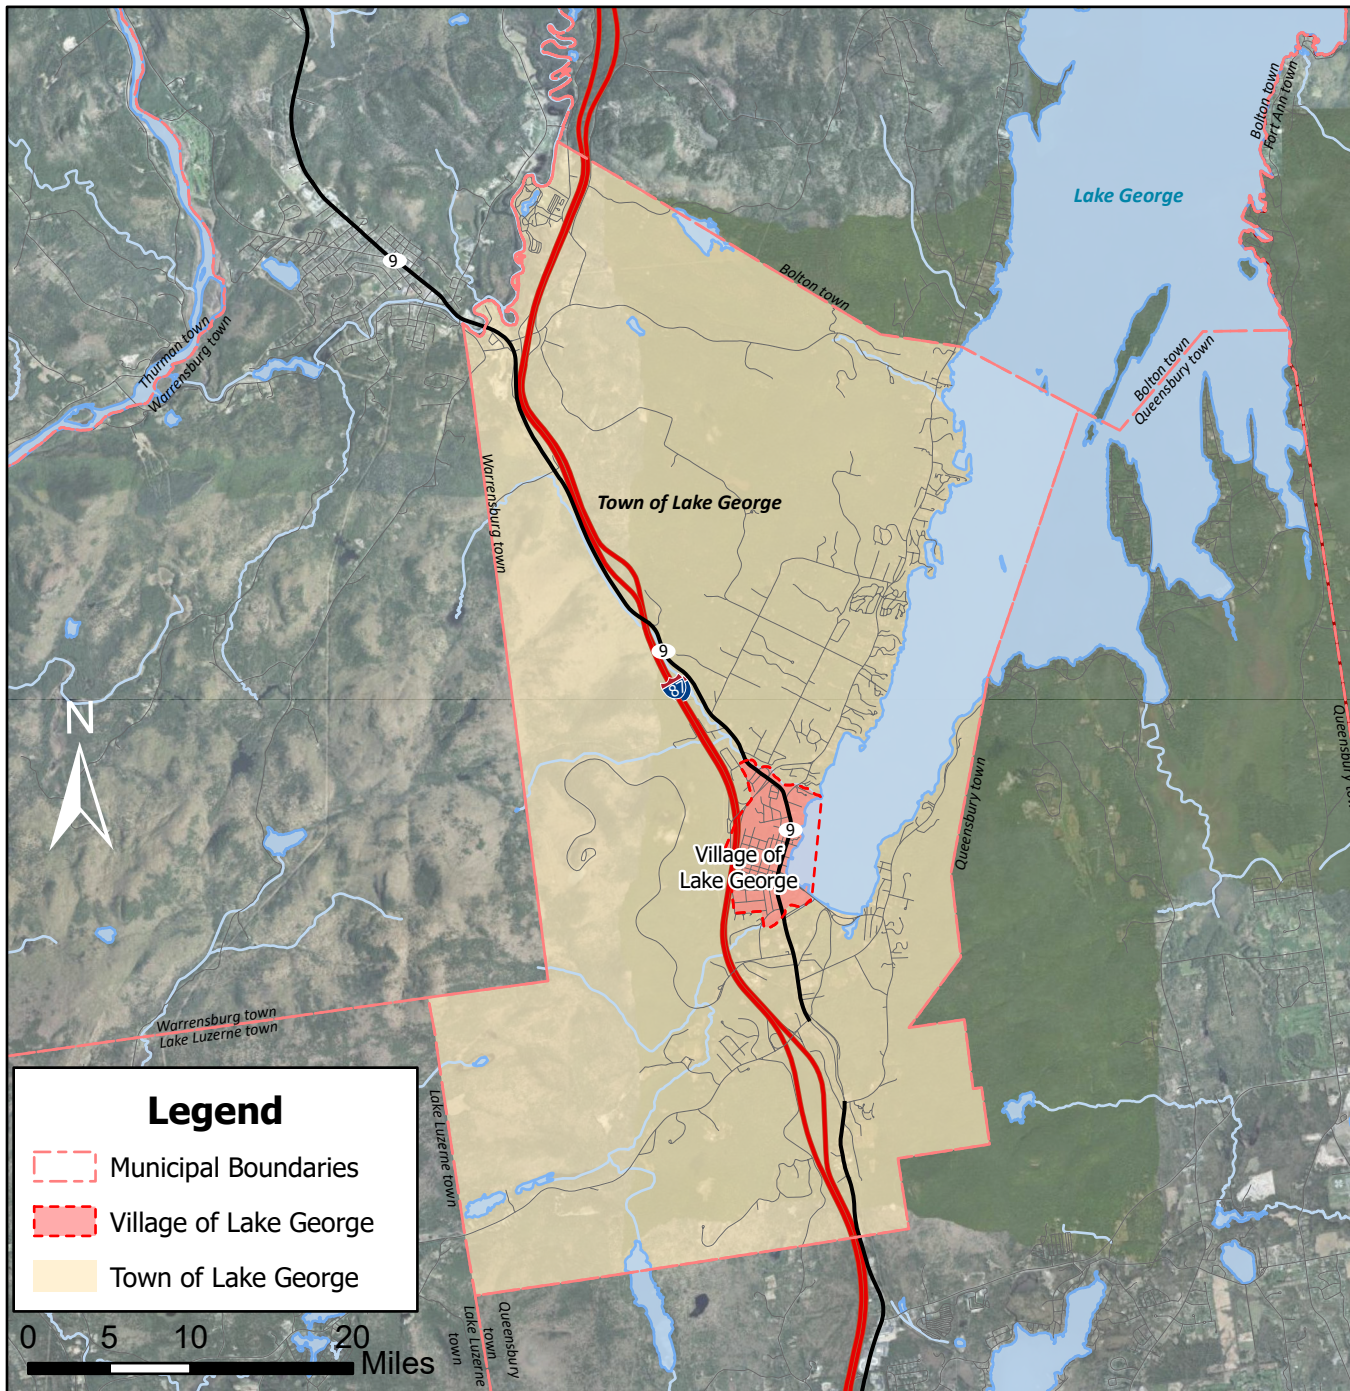 Bolton town
Fort Ann town
Lake George
9
Bolton town
Thurman town
Warrensburg town
Bolton town
Queensbury town
Warrensburg town
Town of Lake George
9
87
N
Queensbury town
Queensbury town
9
Village of
Lake George
Warrensburg town
Lake Luzerne town
Lake Luzerne town
Legend
Municipal Boundaries
Village of Lake George
Town of Lake George
Queensbury
town
Lake Luzerne
town
0 5 10 20
Miles